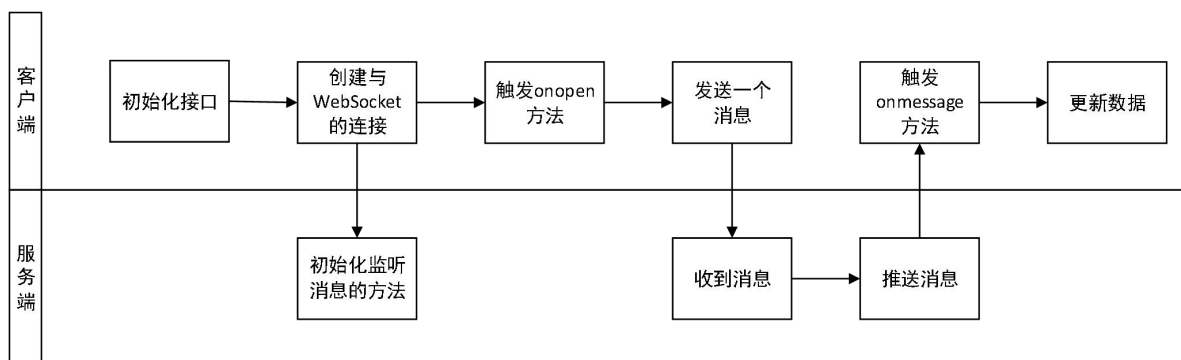 客
户
端
初始化接口
创建与
WebSocket
的连接
触发onopen
方法
发送一个
消息
触发
onmessage
方法
更新数据
服
务
端
初始化监听
消息的方法
收到消息
推送消息